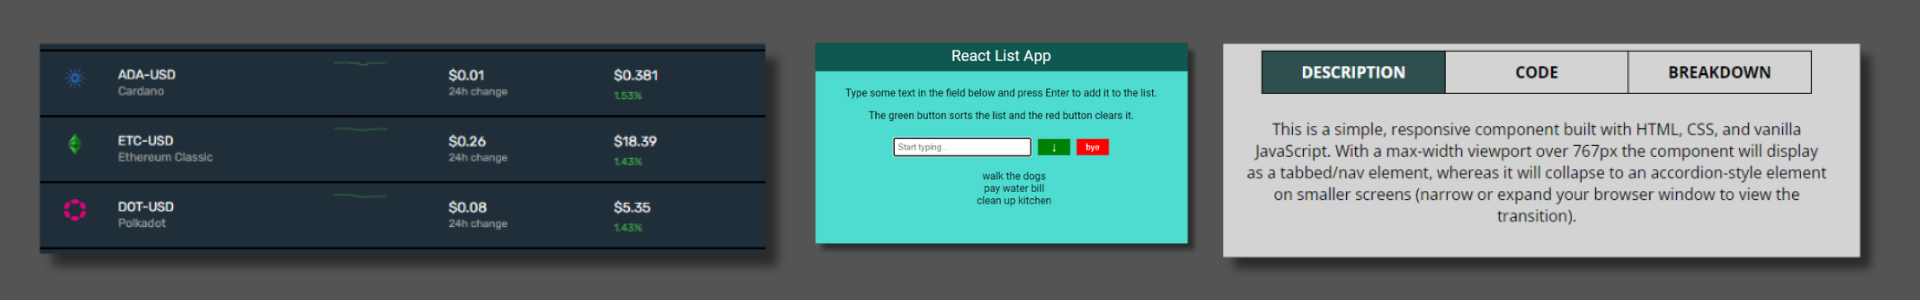 ADA-USD
Cardano
$0.01
24h change
$0.381
1.53%
ETC-USD
Ethereum Classic
$0.26
24h change
$18.39
1.43%
DOT-USD
Polkadot
$0.08
24h change
$5.35
1.43%
React List App
Type some text in the field below and press Enter to add it to the list.
The green button sorts the list and the red button clears it.
Start typing...
↓
bye
walk the dogs
pay water bill
clean up kitchen
DESCRIPTION
CODE
BREAKDOWN
This is a simple, responsive component built with HTML, CSS, and vanilla
JavaScript. With a max-width viewport over 767px the component will display
as a tabbed/nav element, whereas it will collapse to an accordion-style element
on smaller screens (narrow or expand your browser window to view the
transition).